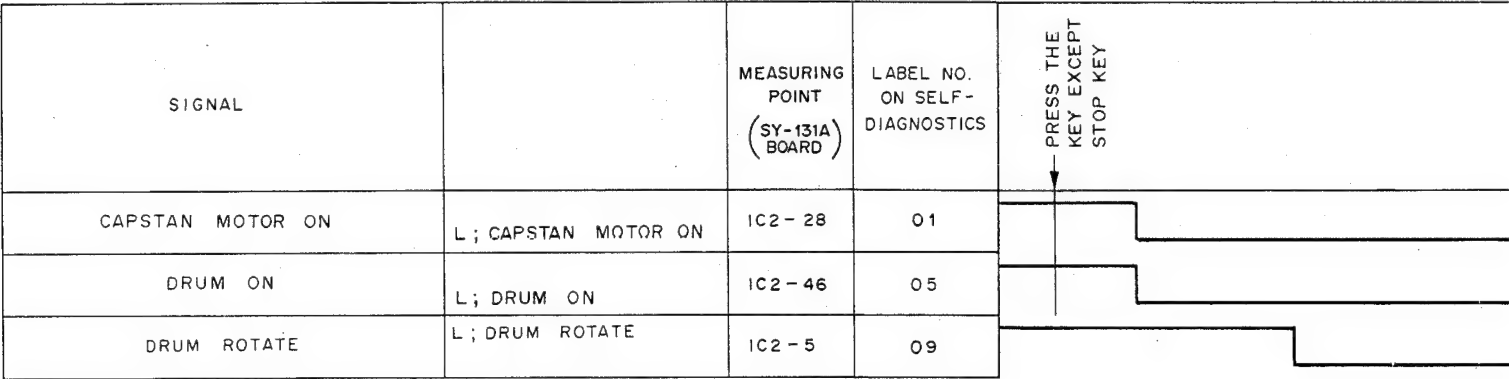 SIGNAL
MEASURING
POINT
(SY-131A
BOARD)
LABEL NO.
ON SELF-
DIAGNOSTICS
PRESS THE
KEY EXCEPT
STOP KEY
CAPSTAN MOTOR ON
L; CAPSTAN MOTOR ON
IC2-28
01
DRUM ON
L; DRUM ON
IC2-46
05
DRUM ROTATE
L; DRUM ROTATE
IC2-5
09